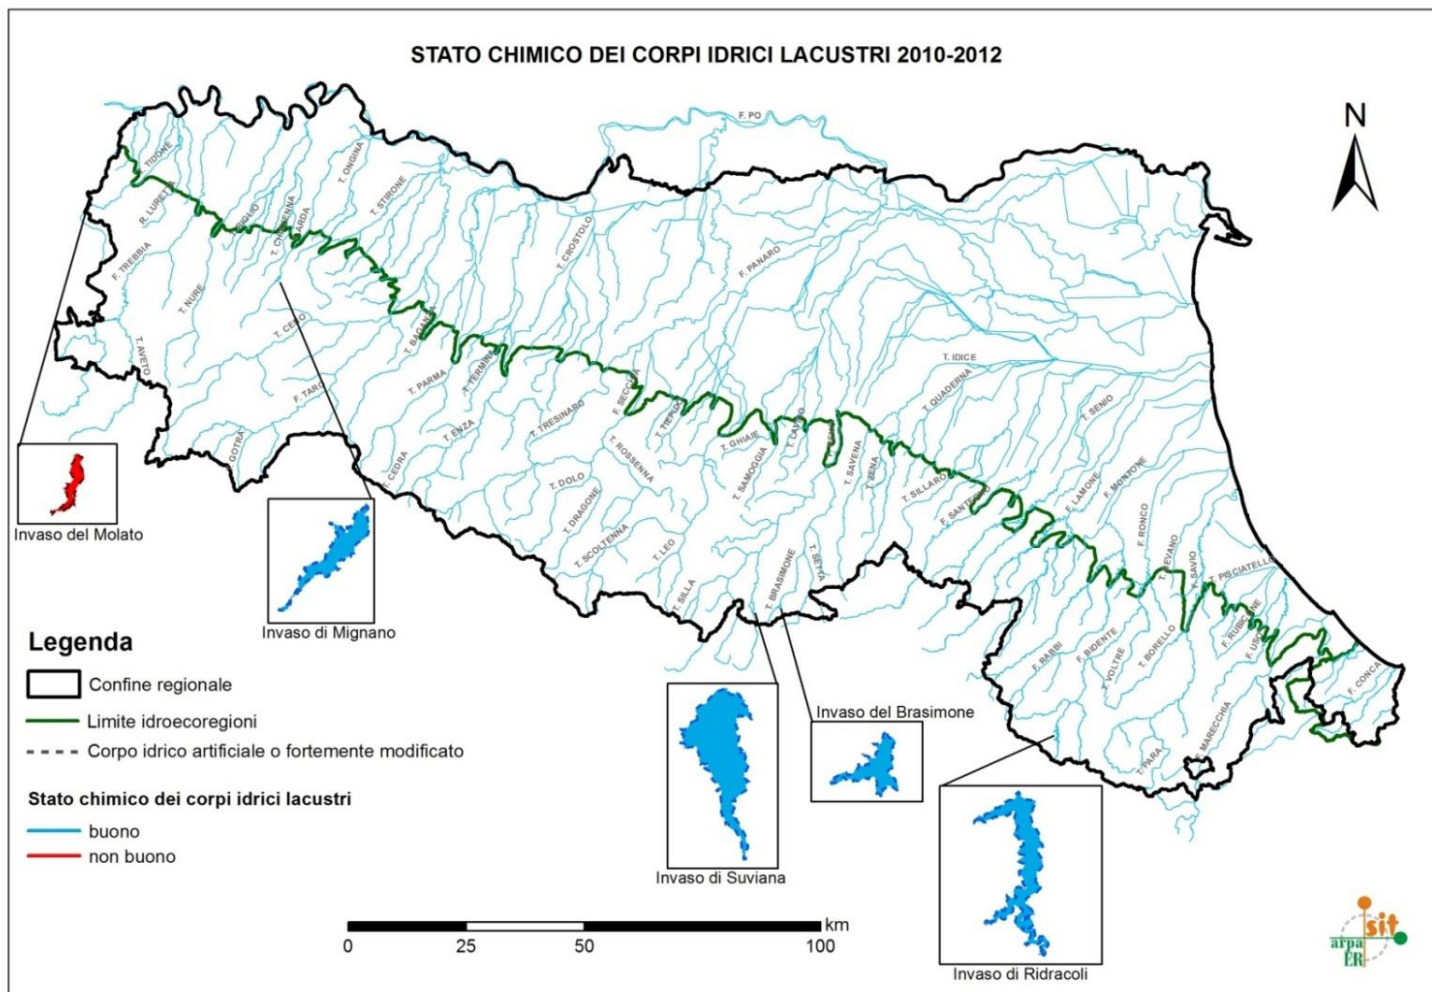 STATO CHIMICO DEI CORPI IDRICI LACUSTRI 2010-2012
N
F. PO
T. TIDONE
T. ONGINA
R. LURETTA
T. STIRONE
T. CHIAVENNA
ARDA
T. CROSTOLO
F. TREBBIA
F. PANARO
T. NURE
T. CENO
T. BAGANZA
T. AVETO
T. IDICE
T. PARMA
T. TERMINA
F. TARO
F. SECCHIA
T. QUADERNA
T. TRESINARO
T. TIEPIDO
T. SENIO
T. ENZA
T. GHIAIE
T. LAVINO
T. ROSSENNA
GOTRA
T. CEDRA
T. SAMOGGIA
T. SAVENA
T. ZENA
T. DOLO
T. SILLARO
F. SANTERNO
F. LAMONE
F. MONTONE
T. DRAGONE
F. RONCO
Invaso del Molato
T. SCOLTENNA
T. LEO
T. SETTA
T. BEVANO
F. SAVIO
T. PISCIATELLO
T. SILLA
T. BRASIMONE
Invaso di Mignano
F. RABBI
F. BIDENTE
T. VOLTRE
T. BORELLO
F. RUBICONE
F. USO
F. CONCA
Legenda
Confine regionale
Limite idroecoregioni
Corpo idrico artificiale o fortemente modificato
Invaso del Brasimone
T. PARA
F. MARECCHIA
Stato chimico dei corpi idrici lacustri
buono
non buono
Invaso di Suviana
Invaso di Ridracoli
km
0 25 50 100
sit
arpa
ER